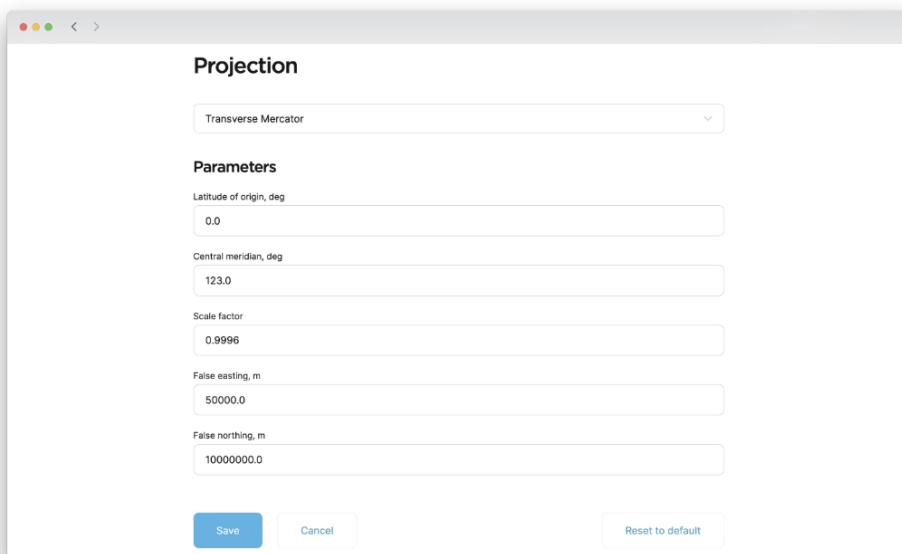 Projection
Transverse Mercator
Parameters
Latitude of origin, deg
0.0
Central meridian, deg
123.0
Scale factor
0.9996
False easting, m
50000.0
False northing, m
10000000.0
Save Cancel Reset to default